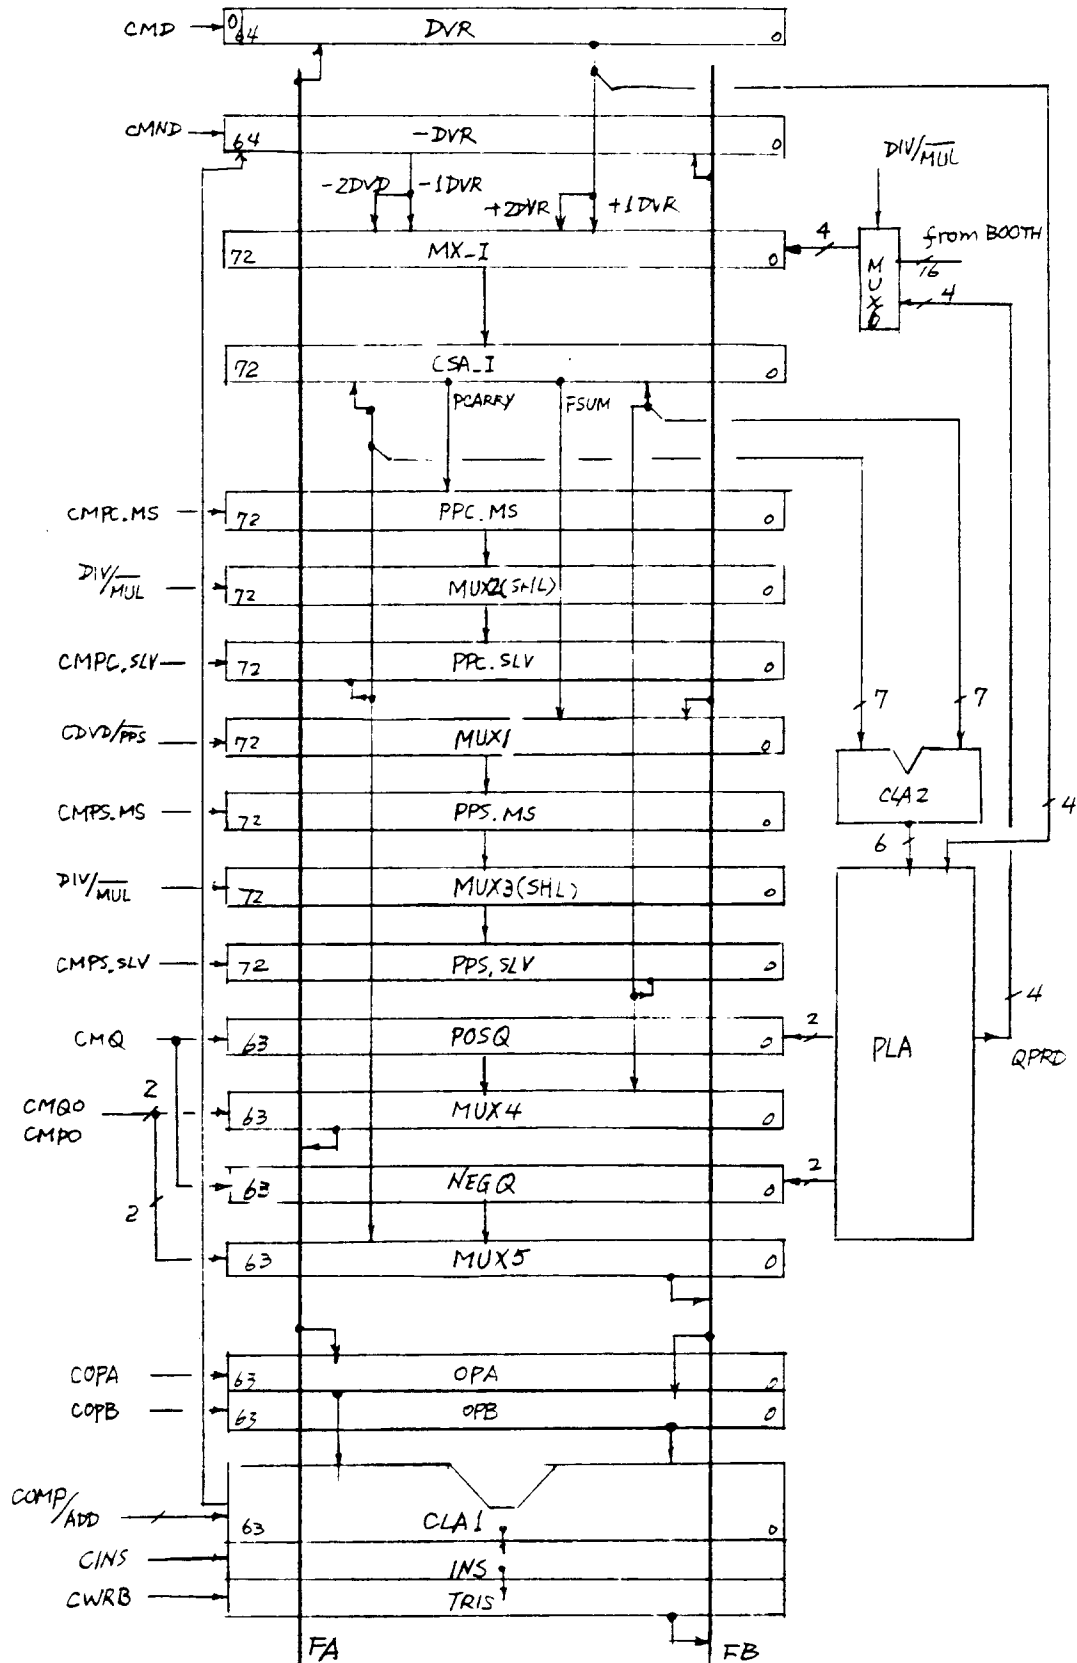 CMD 0 64 DVR 0
CMND 64 -DVR 0
DIV/MUL
-2DVD -1DVR +2DVR +1DVR
4 from BOOTH
72 MX_I 0 MUX0 16
4
72 CSA_I 0
PCARRY FSUM
CMPC.MS 72 PPC.MS 0
DIV/MUL 72 MUX2(SHL) 0
CMPC.SLV 72 PPC.SLV 0
7 7
CDVD/PPS 72 MUX1 0
CLA2
CMPS.MS 72 PPS.MS 0 4
6
DIV/MUL 72 MUX3(SHL) 0
CMPS.SLV 72 PPS.SLV 0
4
CMQ 63 POSQ 0 2 PLA QPRD
2
CMQO 63 MUX4 0
CMPO
63 NEGQ 0 2
2
63 MUX5 0
COPA 63 OPA 0
COPB 63 OPB 0
COMP/ADD 63 CLA1 0
CINS INS
CWRB TRIS
FA FB